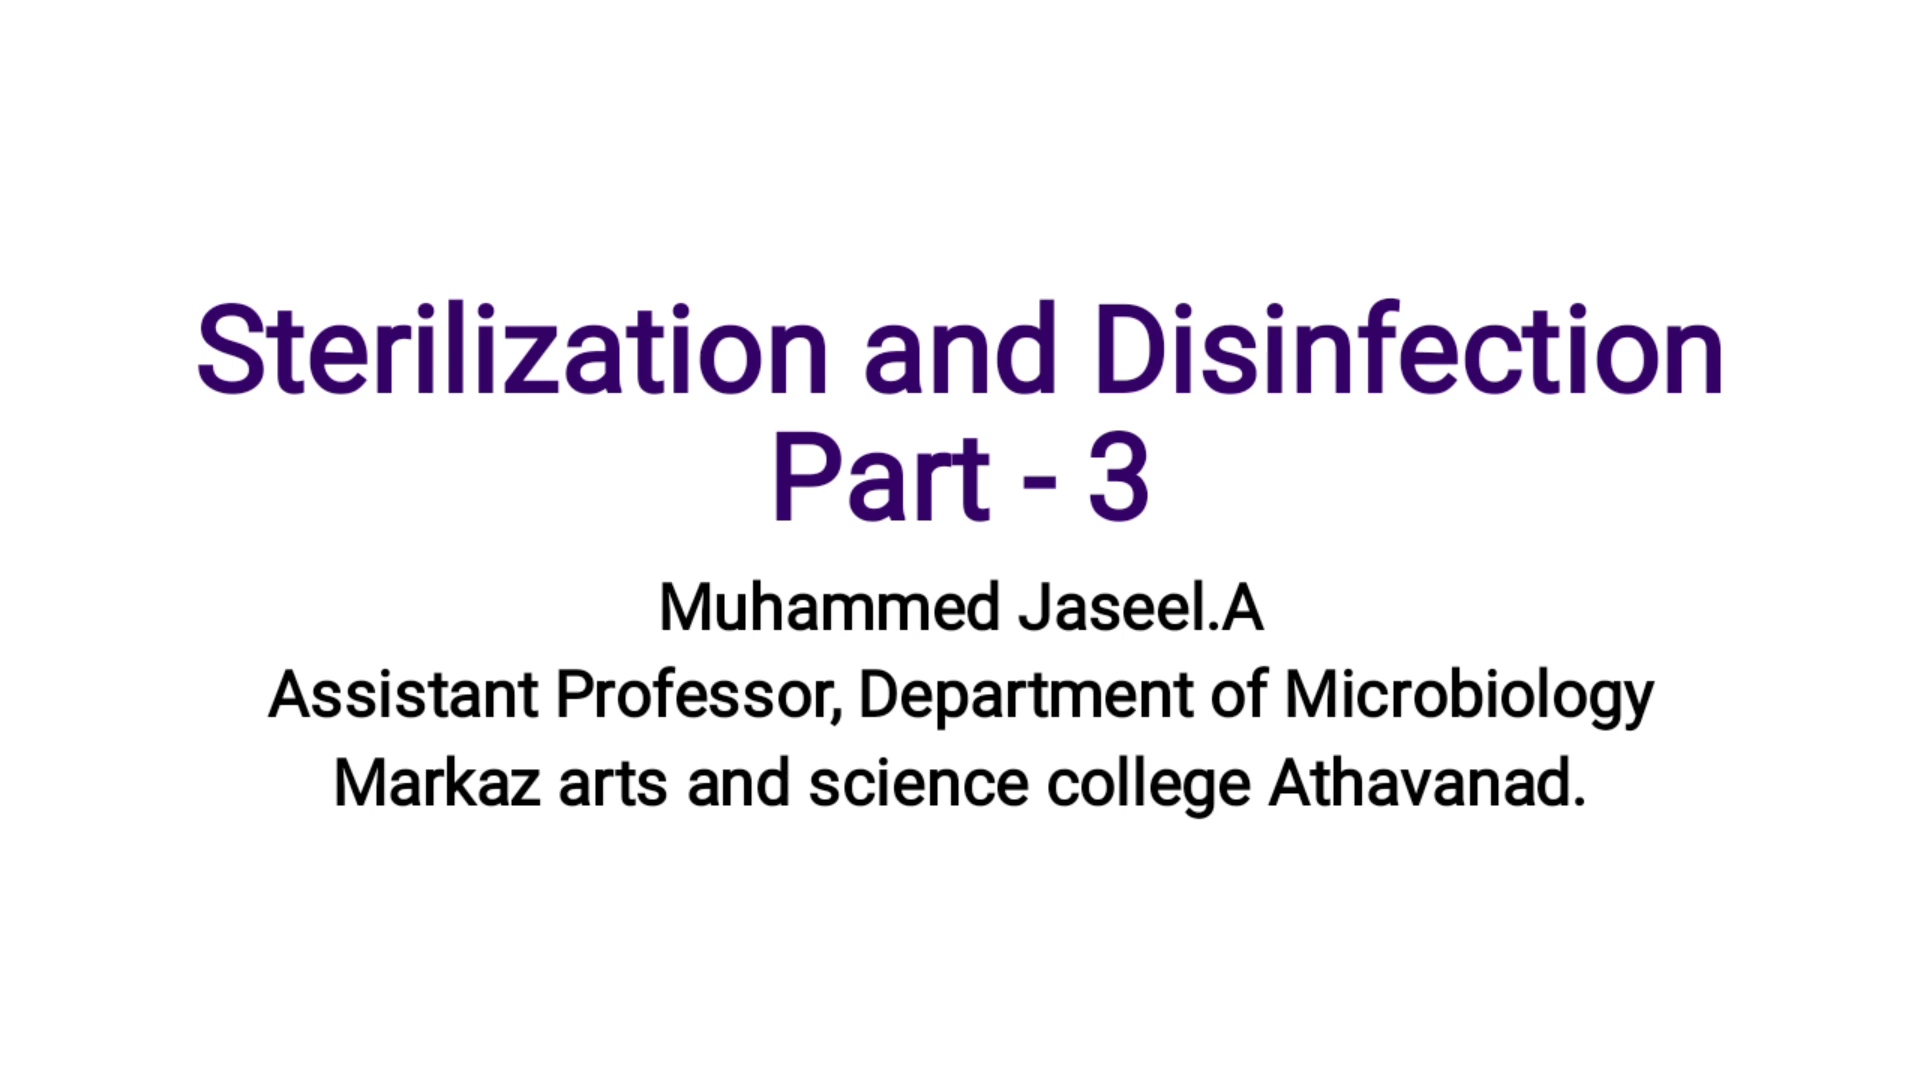 Sterilization and Disinfection
Part - 3
Muhammed Jaseel.A
Assistant Professor, Department of Microbiology
Markaz arts and science college Athavanad.